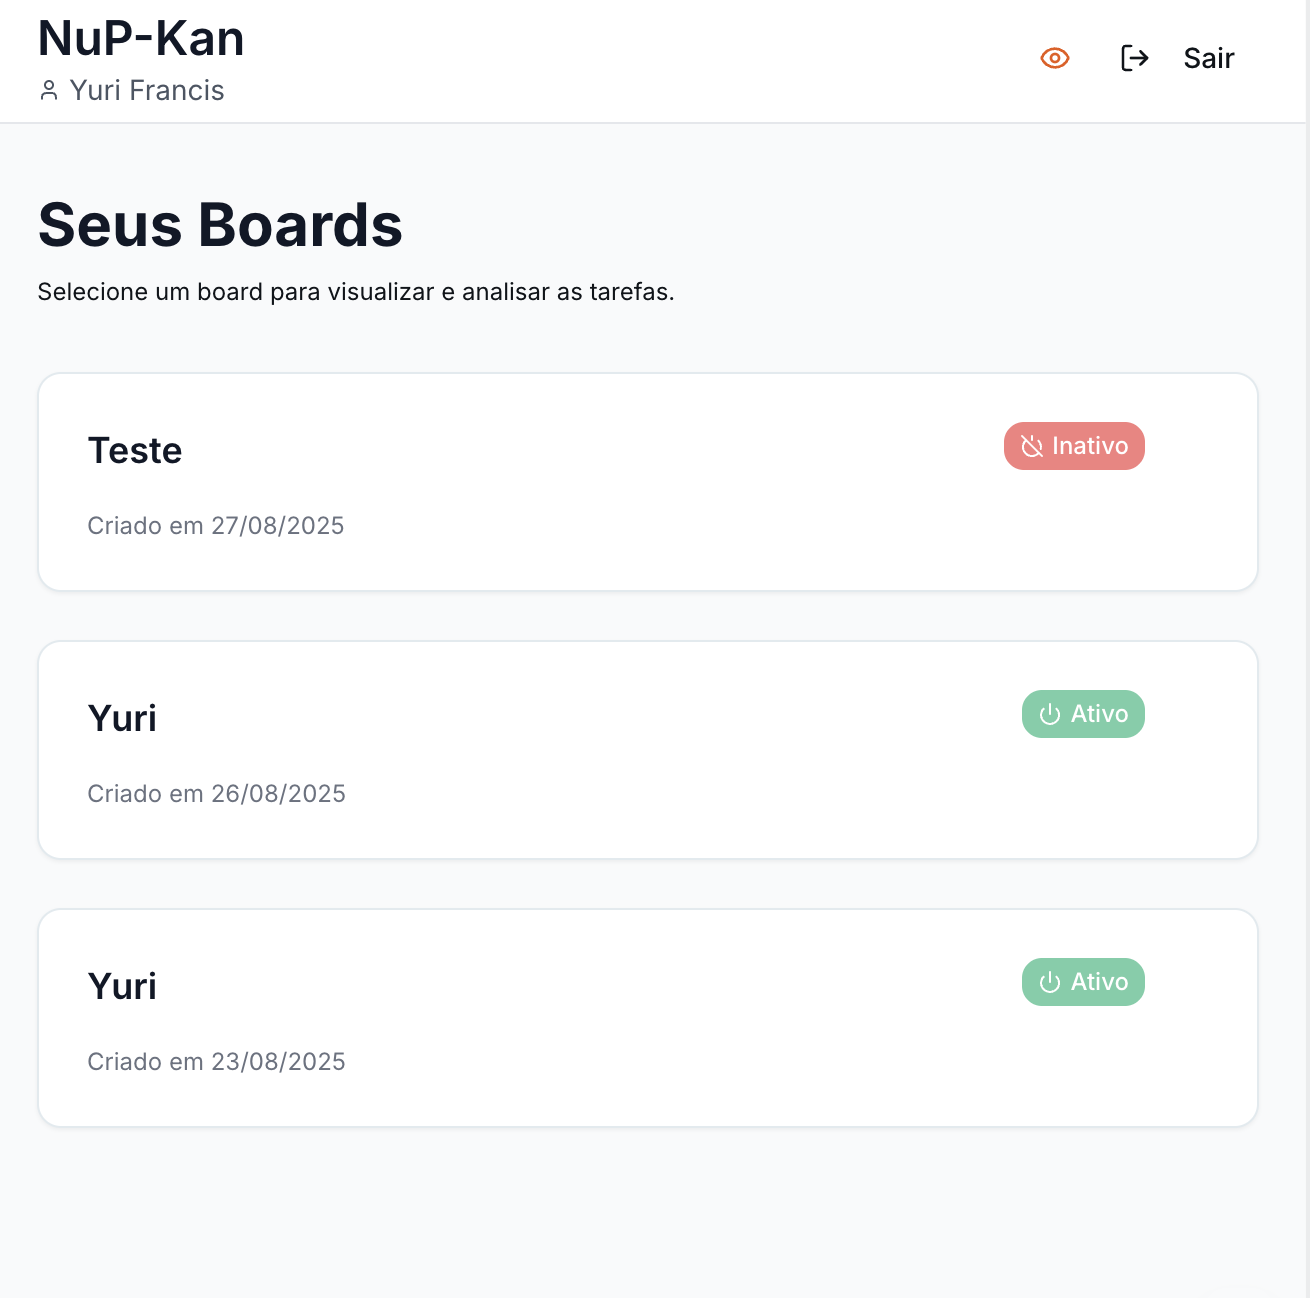 NuP-Kan
Yuri Francis
Sair
Seus Boards
Selecione um board para visualizar e analisar as tarefas.
Teste
Inativo
Criado em 27/08/2025
Yuri
Ativo
Criado em 26/08/2025
Yuri
Ativo
Criado em 23/08/2025